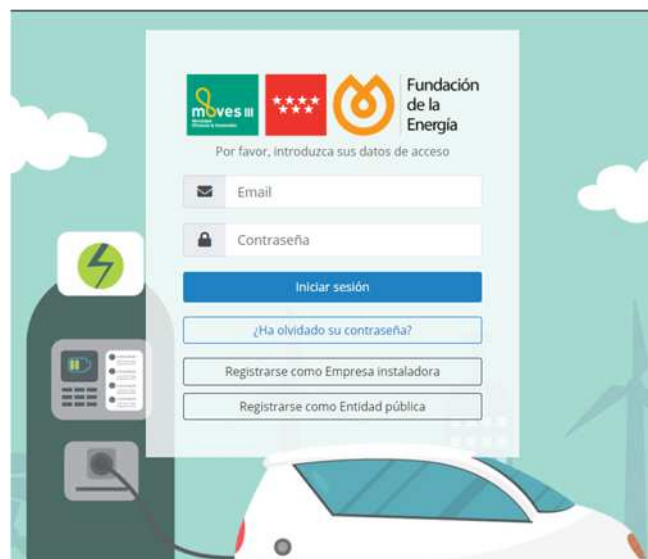 moves III
Fundación
de la
Energía
Por favor, introduzca sus datos de acceso
Email
Contraseña
Iniciar sesión
¿Ha olvidado su contraseña?
Registrarse como Empresa instaladora
Registrarse como Entidad pública